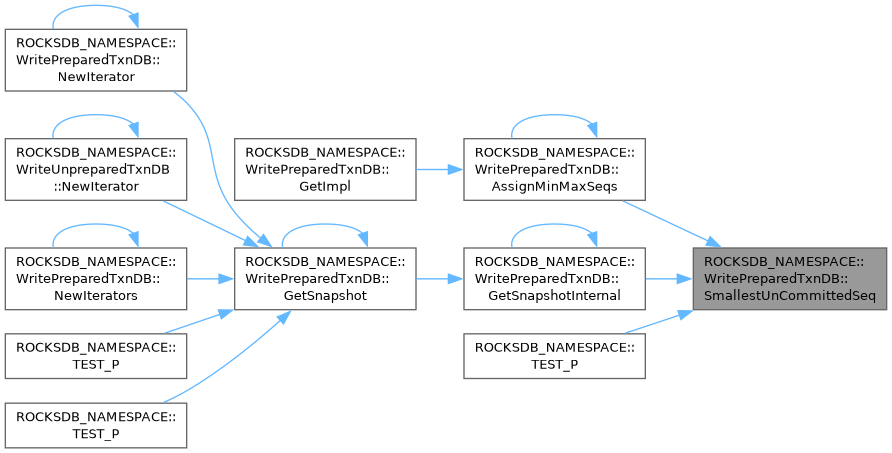 ROCKSDB_NAMESPACE::
WritePreparedTxnDB::
NewIterator
ROCKSDB_NAMESPACE::
WriteUnpreparedTxnDB
::NewIterator
ROCKSDB_NAMESPACE::
WritePreparedTxnDB::
NewIterators
ROCKSDB_NAMESPACE::
TEST_P
ROCKSDB_NAMESPACE::
TEST_P
ROCKSDB_NAMESPACE::
WritePreparedTxnDB::
GetImpl
ROCKSDB_NAMESPACE::
WritePreparedTxnDB::
GetSnapshot
ROCKSDB_NAMESPACE::
WritePreparedTxnDB::
AssignMinMaxSeqs
ROCKSDB_NAMESPACE::
WritePreparedTxnDB::
GetSnapshotInternal
ROCKSDB_NAMESPACE::
TEST_P
ROCKSDB_NAMESPACE::
WritePreparedTxnDB::
SmallestUnCommittedSeq